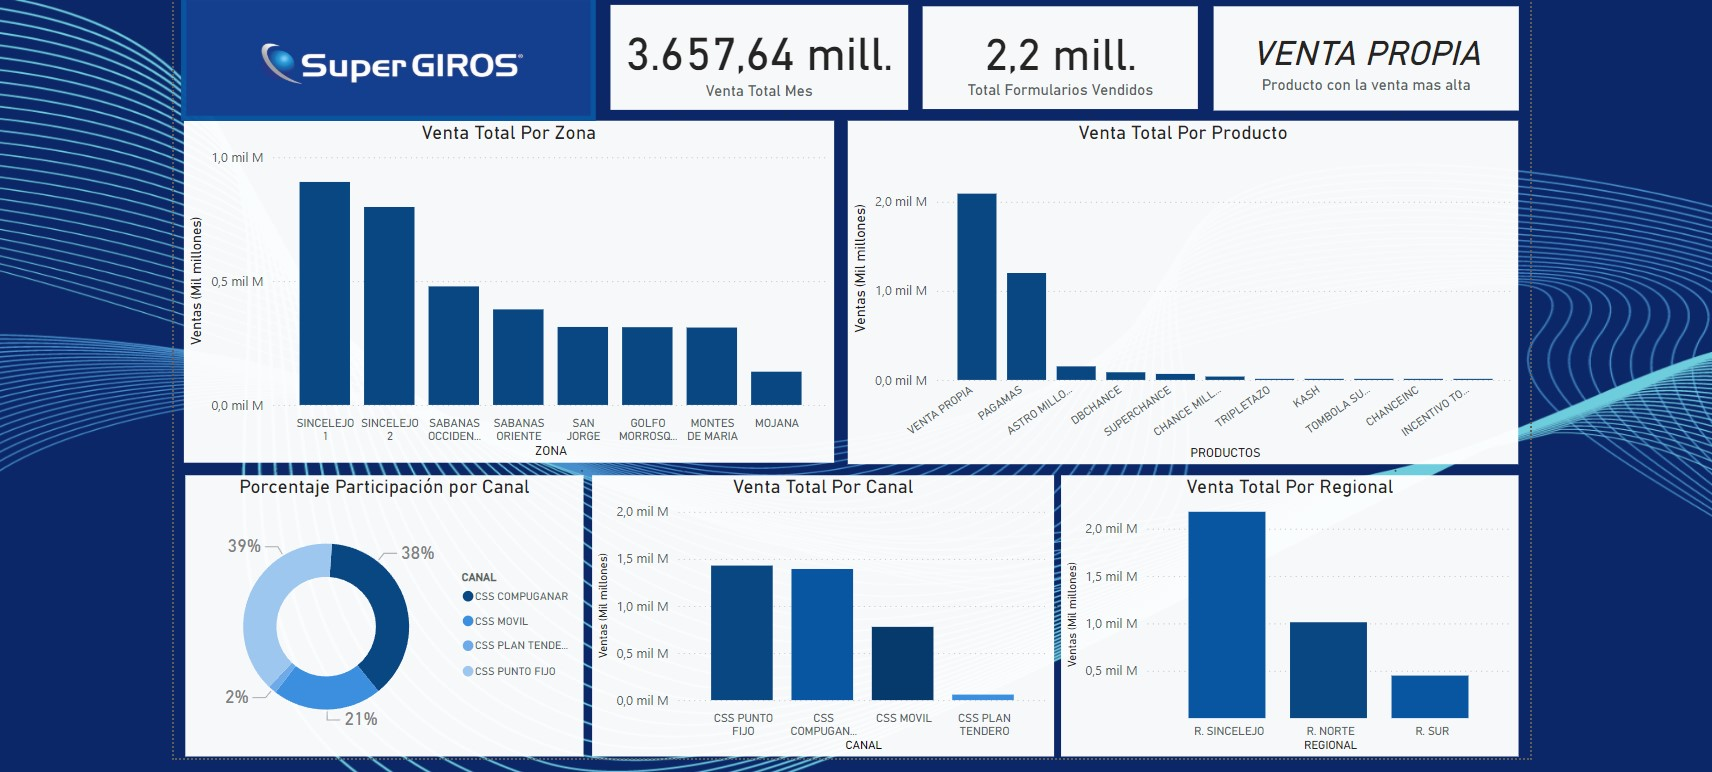 Super GIROS®
3.657,64 mill.
Venta Total Mes
2,2 mill.
Total Formularios Vendidos
VENTA PROPIA
Producto con la venta mas alta
Venta Total Por Zona
Ventas (Mil millones)
1,0 mil M
0,5 mil M
0,0 mil M
SINCELEJO
1
SINCELEJO
2
SABANAS
OCCIDEN...
SABANAS
ORIENTE
SAN
JORGE
GOLFO
MORROSQ...
MONTES
DE MARIA
MOJANA
ZONA
Venta Total Por Producto
Ventas (Mil millones)
2,0 mil M
1,0 mil M
0,0 mil M
VENTA PROPIA
PAGAMAS
ASTRO MILLO...
DBCHANCE
SUPERCHANCE
CHANCE MILL...
TRIPLETAZO
KASH
TOMBOLA SU...
CHANCEINC
INCENTIVO TO...
PRODUCTOS
Porcentaje Participación por Canal
39%
38%
2%
21%
CANAL
CSS COMPUGANAR
CSS MOVIL
CSS PLAN TENDE...
CSS PUNTO FIJO
Venta Total Por Canal
Ventas (Mil millones)
2,0 mil M
1,5 mil M
1,0 mil M
0,5 mil M
0,0 mil M
CSS PUNTO
FIJO
CSS
COMPUGAN...
CSS MOVIL
CSS PLAN
TENDERO
CANAL
Venta Total Por Regional
Ventas (Mil millones)
2,0 mil M
1,5 mil M
1,0 mil M
0,5 mil M
R. SINCELEJO
R. NORTE
R. SUR
REGIONAL